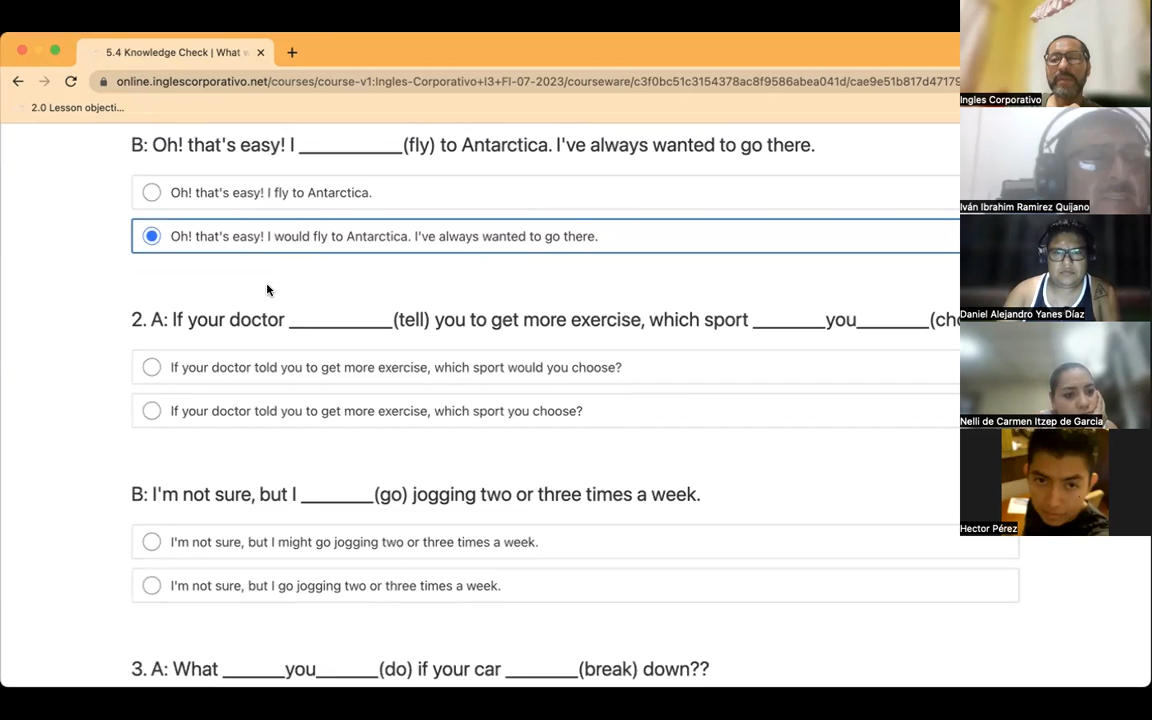 5.4 Knowledge Check | What w
online.inglescorporativo.net/courses/course-v1:Ingles-Corporativo+I3+FI-07-2023/courseware/c3f0bc51c3154378ac8f9586abea041d/cae9e51b817d47179
2.0 Lesson objecti...
B: Oh! that's easy! I ___________(fly) to Antarctica. I've always wanted to go there.
Oh! that's easy! I fly to Antarctica.
Oh! that's easy! I would fly to Antarctica. I've always wanted to go there.
2. A: If your doctor ___________(tell) you to get more exercise, which sport ________you________(cho
If your doctor told you to get more exercise, which sport would you choose?
If your doctor told you to get more exercise, which sport you choose?
B: I'm not sure, but I ________(go) jogging two or three times a week.
I'm not sure, but I might go jogging two or three times a week.
I'm not sure, but I go jogging two or three times a week.
3. A: What _______you_______(do) if your car ________(break) down??
Ingles Corporativo
Iván Ibrahim Ramirez Quijano
Daniel Alejandro Yanes Díaz
Nelli de Carmen Itzep de Garcia
Hector Pérez